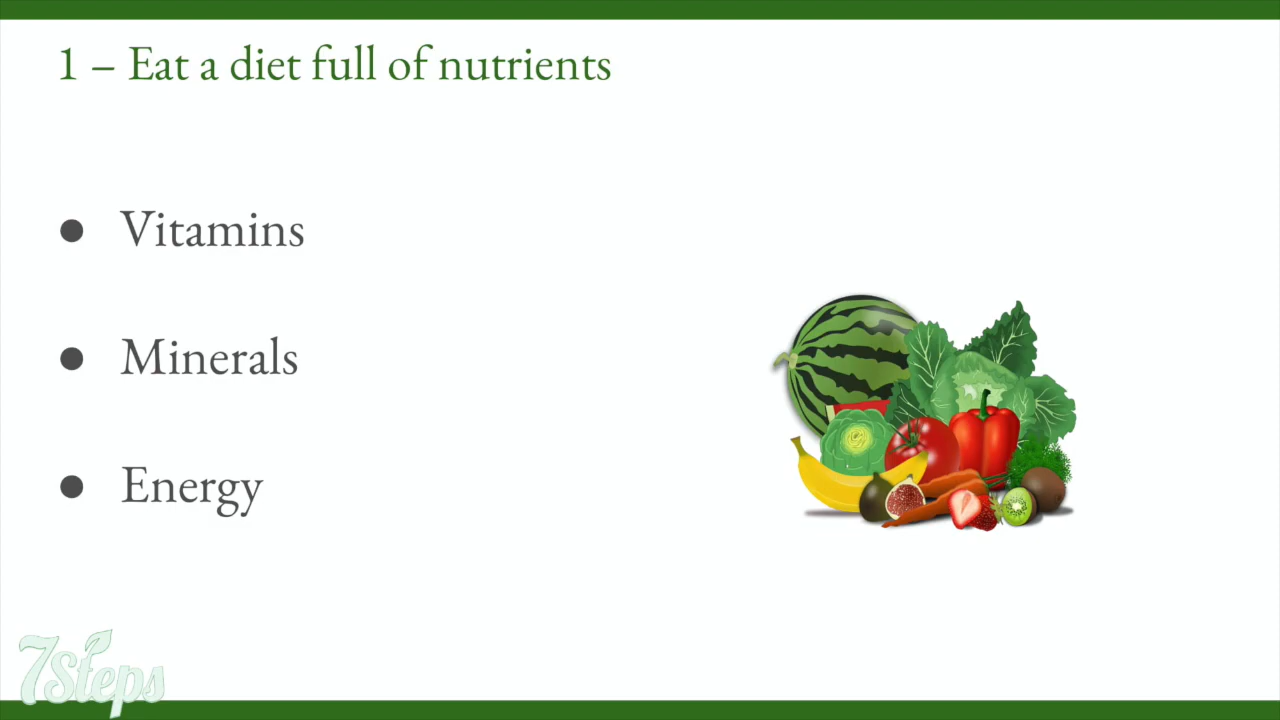 1 – Eat a diet full of nutrients
● Vitamins
● Minerals
● Energy
7Steps